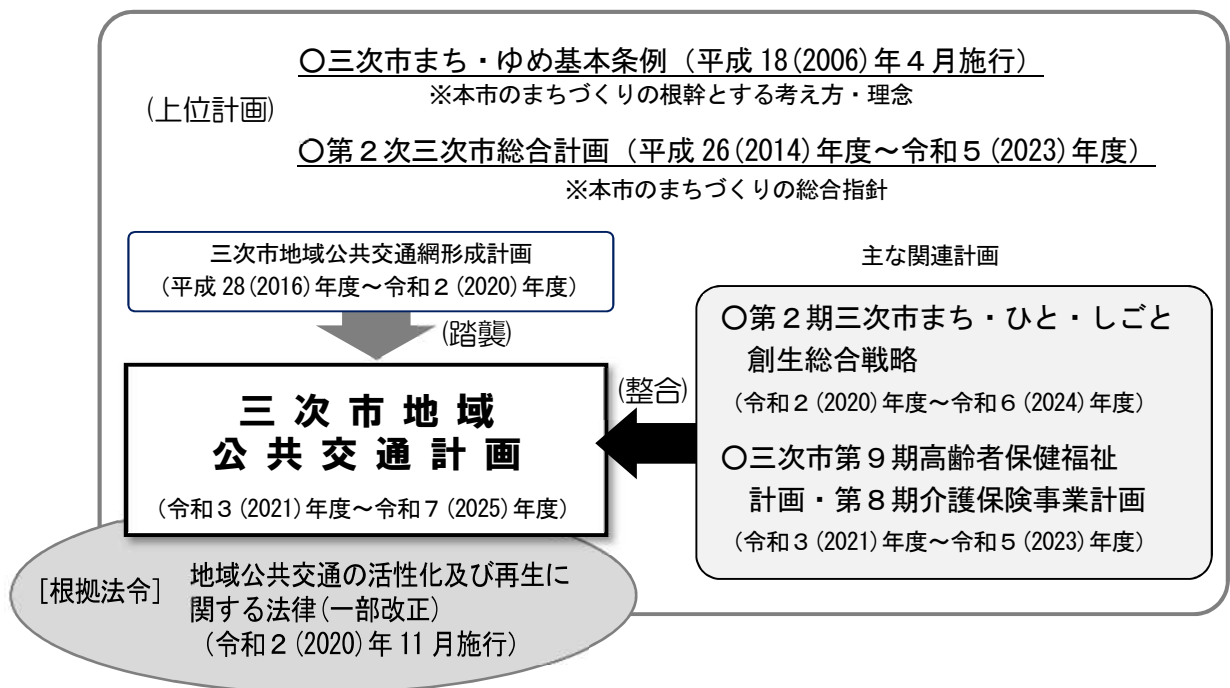 〇三次市まち・ゆめ基本条例（平成18(2006)年４月施行）
※本市のまちづくりの根幹とする考え方・理念
(上位計画)
〇第２次三次市総合計画（平成26(2014)年度～令和５(2023)年度）
※本市のまちづくりの総合指針
三次市地域公共交通網形成計画
（平成28(2016)年度～令和２(2020)年度）
(踏襲)
三次市地域
公共交通計画
（令和３(2021)年度～令和７(2025)年度）
(整合)
主な関連計画
〇第２期三次市まち・ひと・しごと
創生総合戦略
（令和２(2020)年度～令和６(2024)年度）
〇三次市第９期高齢者保健福祉
計画・第８期介護保険事業計画
（令和３(2021)年度～令和５(2023)年度）
[根拠法令]
地域公共交通の活性化及び再生に
関する法律(一部改正)
（令和２(2020)年11月施行）